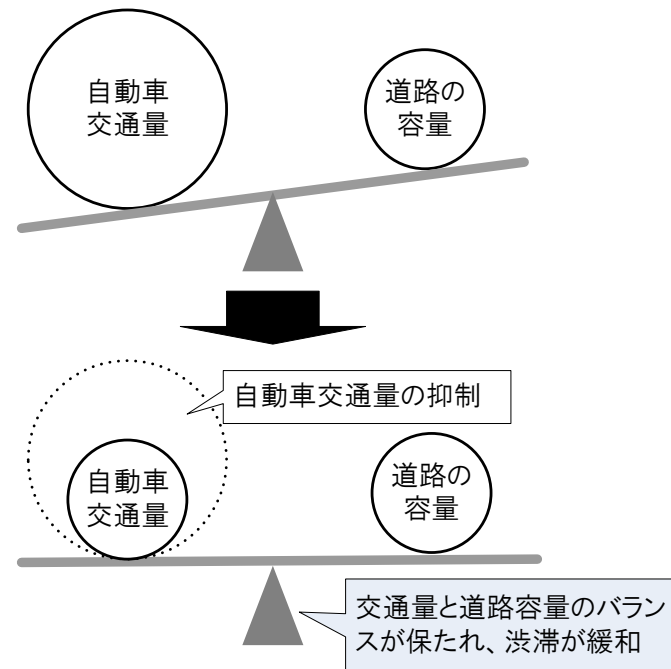 自動車
交通量
道路の
容量
自動車交通量の抑制
自動車
交通量
道路の
容量
交通量と道路容量のバラン
スが保たれ、渋滞が緩和